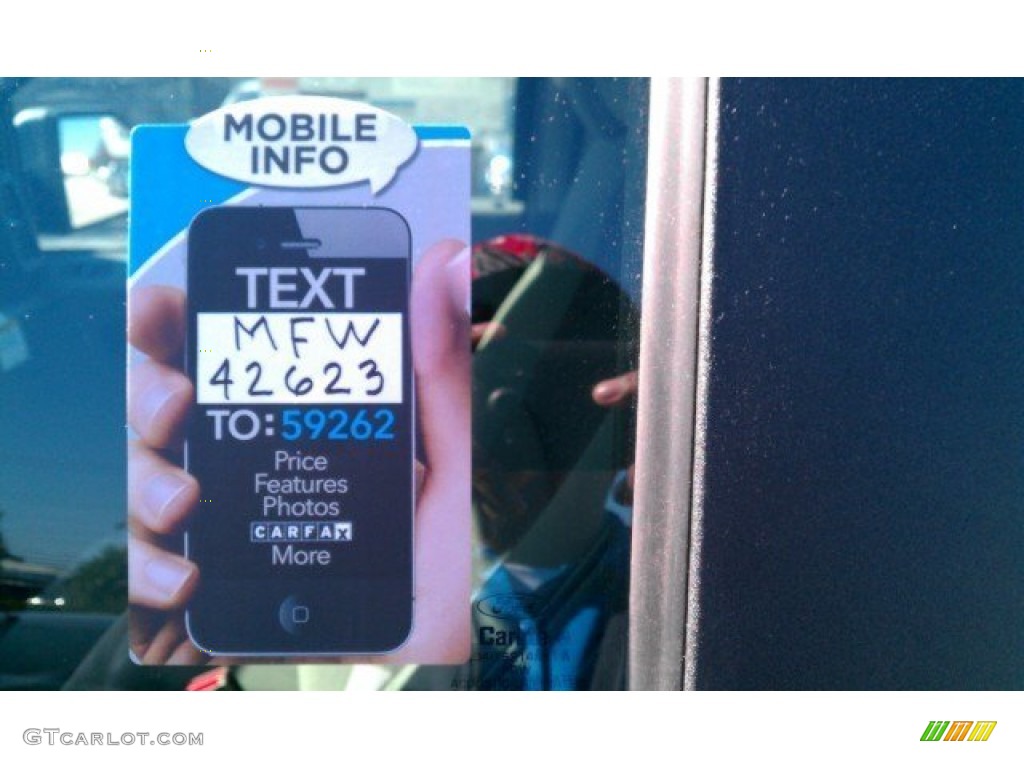 MOBILE
INFO
TEXT
MFW
42623
TO: 59262
Price
Features
Photos
CARFAX
More
GTCARLOT.COM